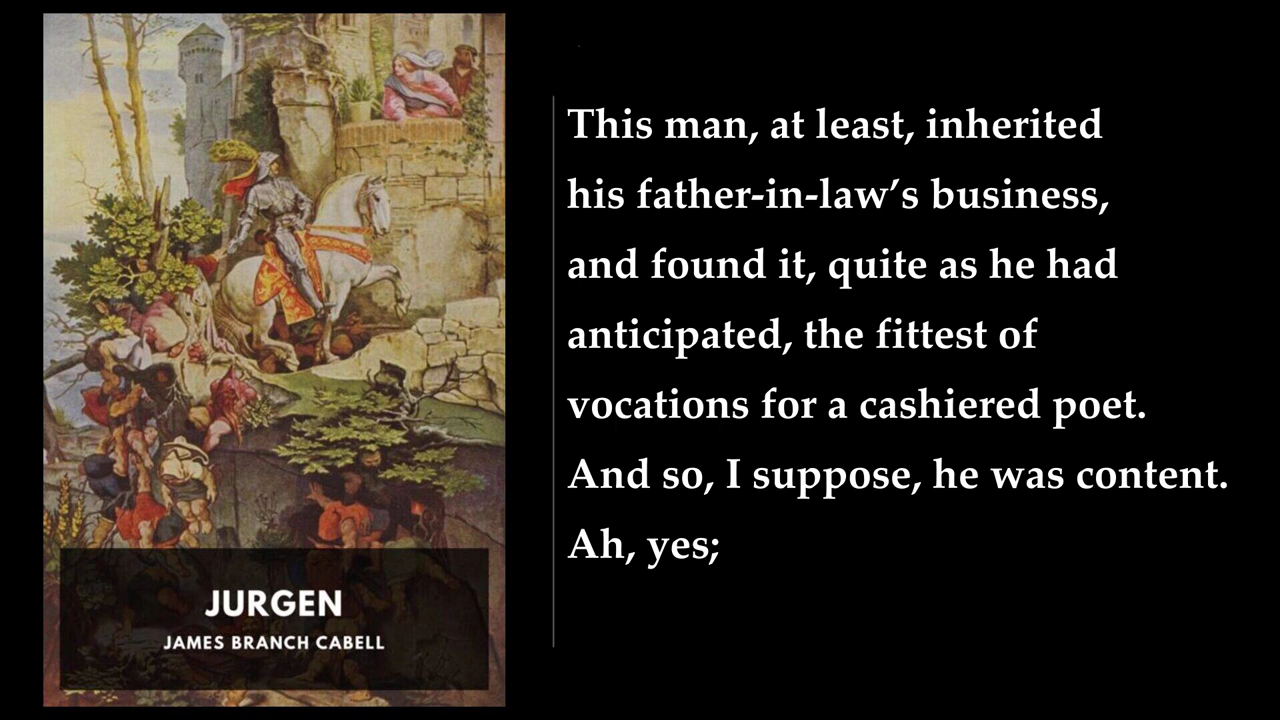 JURGEN
JAMES BRANCH CABELL
This man, at least, inherited
his father-in-law’s business,
and found it, quite as he had
anticipated, the fittest of
vocations for a cashiered poet.
And so, I suppose, he was content.
Ah, yes;